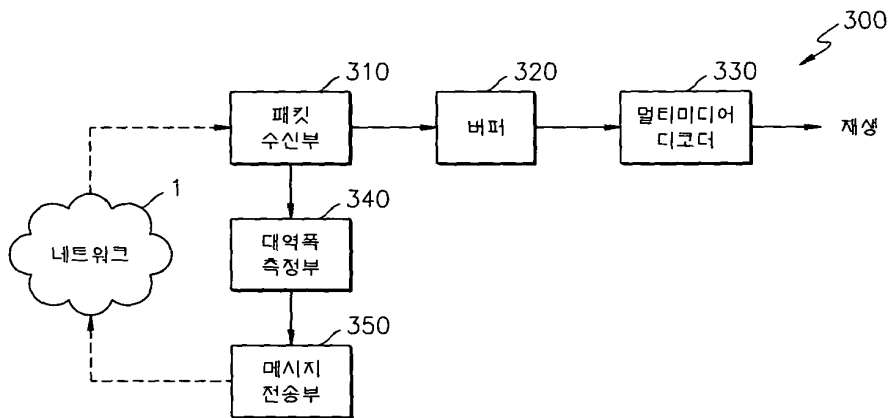 300
310
320
330
패킷
수신부
버퍼
멀티미디어
디코더
재생
1
네트워크
340
대역폭
측정부
350
메시지
전송부